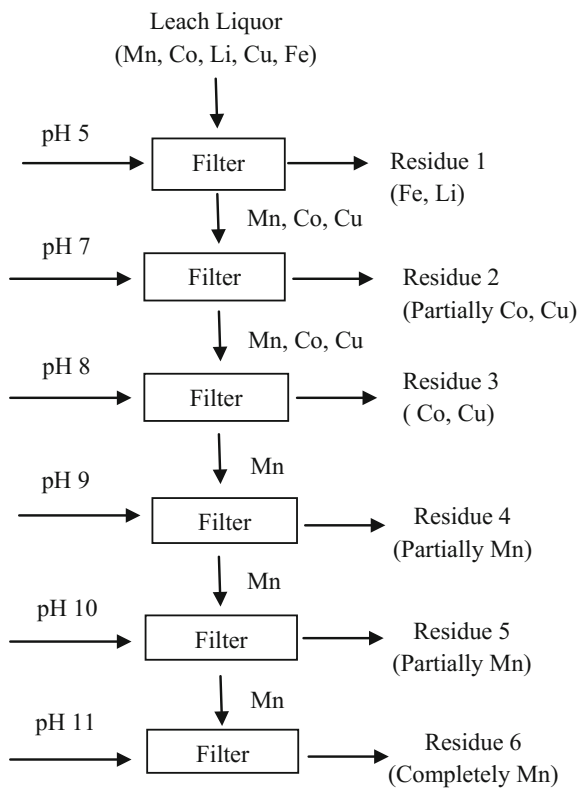 Leach Liquor
(Mn, Co, Li, Cu, Fe)
pH 5
Filter
Residue 1
(Fe, Li)
Mn, Co, Cu
pH 7
Filter
Residue 2
(Partially Co, Cu)
Mn, Co, Cu
pH 8
Filter
Residue 3
( Co, Cu)
Mn
pH 9
Filter
Residue 4
(Partially Mn)
Mn
pH 10
Filter
Residue 5
(Partially Mn)
Mn
pH 11
Filter
Residue 6
(Completely Mn)